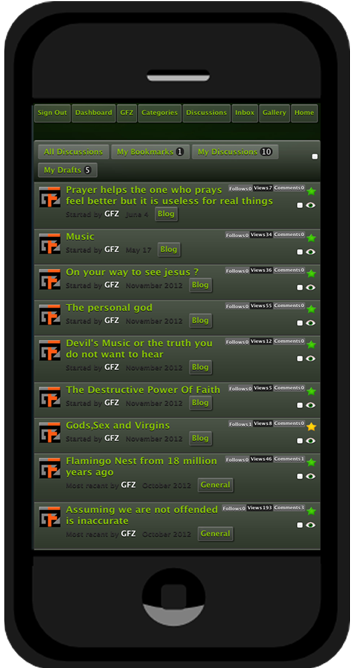 Sign Out Dashboard GFZ Categories Discussions Inbox Gallery Home
All Discussions My Bookmarks 1 My Discussions 10
My Drafts 5
Prayer helps the one who prays Follows0 Views7 Comments0
feel better but it is useless for real things
Started by GFZ June 4 Blog
Music Follows0 Views34 Comments0
Started by GFZ May 17 Blog
On your way to see jesus ? Follows0 Views36 Comments0
Started by GFZ November 2012 Blog
The personal god Follows0 Views55 Comments0
Started by GFZ November 2012 Blog
Devil's Music or the truth you Follows0 Views12 Comments0
do not want to hear
Started by GFZ November 2012 Blog
The Destructive Power Of Faith Follows0 Views5 Comments0
Started by GFZ November 2012 Blog
Gods,Sex and Virgins Follows1 Views8 Comments0
Started by GFZ November 2012 Blog
Flamingo Nest from 18 million Follows0 Views46 Comments1
years ago
Most recent by GFZ October 2012 General
Assuming we are not offended Follows0 Views193 Comments3
is inaccurate
Most recent by GFZ October 2012 General